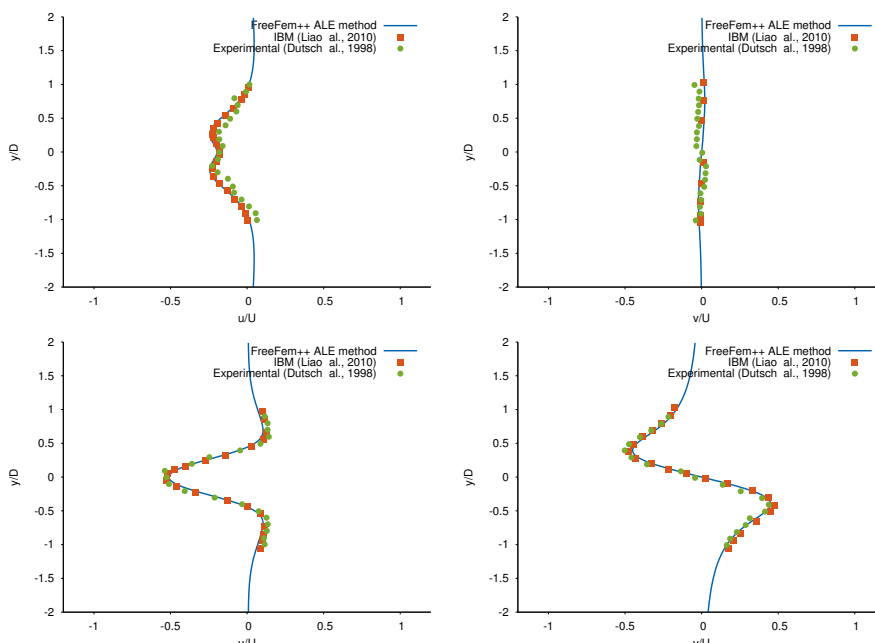 2
FreeFem++ ALE method
IBM (Liao al., 2010)
Experimental (Dutsch al., 1998)
1.5
1
0.5
0
-0.5
-1
-1.5
-2
y/D
-1
-0.5
0
0.5
1
u/U
2
FreeFem++ ALE method
IBM (Liao al., 2010)
Experimental (Dutsch al., 1998)
1.5
1
0.5
0
-0.5
-1
-1.5
-2
y/D
-1
-0.5
0
0.5
1
v/U
2
FreeFem++ ALE method
IBM (Liao al., 2010)
Experimental (Dutsch al., 1998)
1.5
1
0.5
0
-0.5
-1
-1.5
-2
y/D
-1
-0.5
0
0.5
1
u/U
2
FreeFem++ ALE method
IBM (Liao al., 2010)
Experimental (Dutsch al., 1998)
1.5
1
0.5
0
-0.5
-1
-1.5
-2
y/D
-1
-0.5
0
0.5
1
v/U